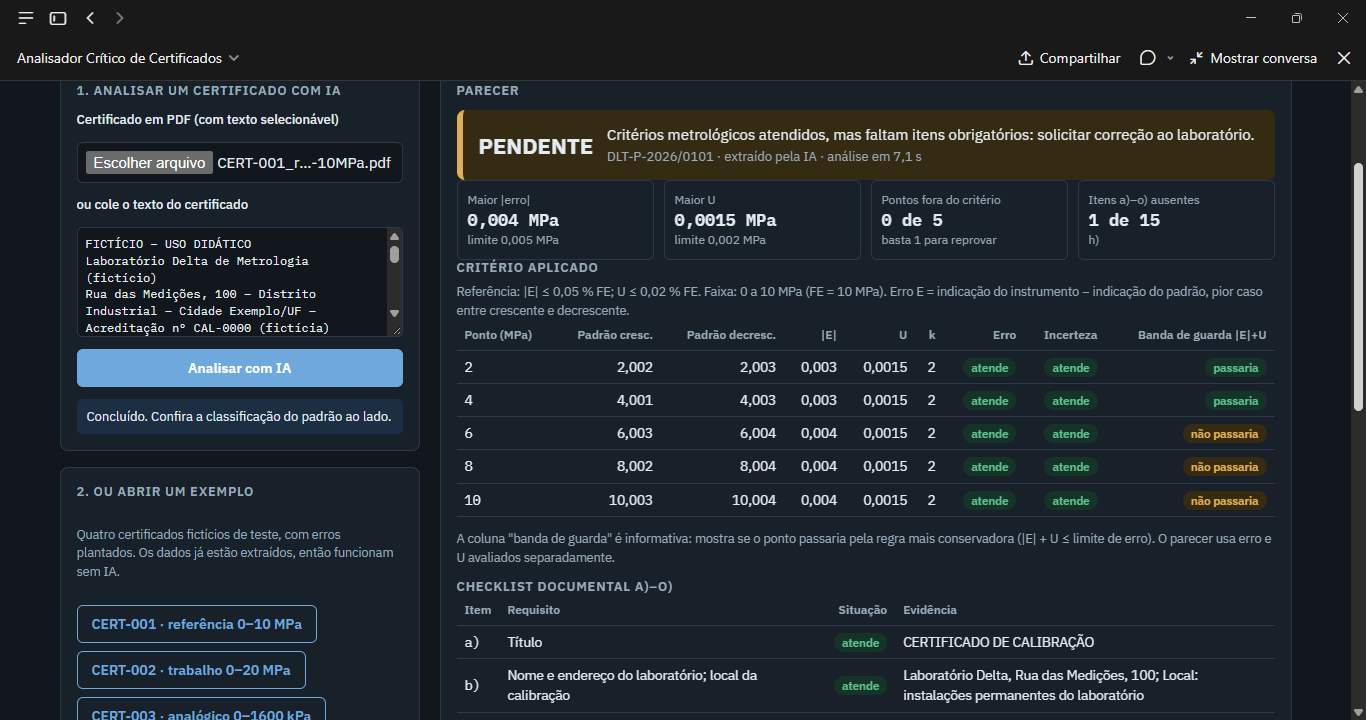 Analisador Crítico de Certificados
Compartilhar
Mostrar conversa
1. ANALISAR UM CERTIFICADO COM IA
Certificado em PDF (com texto selecionável)
Escolher arquivo CERT-001_r...-10MPa.pdf
ou cole o texto do certificado
FICTÍCIO – USO DIDÁTICO
Laboratório Delta de Metrologia
(fictício)
Rua das Medições, 100 – Distrito
Industrial – Cidade Exemplo/UF –
Acreditação nº CAL-0000 (fictícia)
Analisar com IA
Concluído. Confira a classificação do padrão ao lado.
2. OU ABRIR UM EXEMPLO
Quatro certificados fictícios de teste, com erros
plantados. Os dados já estão extraídos, então funcionam
sem IA.
CERT-001 · referência 0–10 MPa
CERT-002 · trabalho 0–20 MPa
CERT-003 · analógico 0–1600 kPa
PARECER
PENDENTE
Critérios metrológicos atendidos, mas faltam itens obrigatórios: solicitar correção ao laboratório.
DLT-P-2026/0101 · extraído pela IA · análise em 7,1 s
Maior |erro|
0,004 MPa
limite 0,005 MPa
Maior U
0,0015 MPa
limite 0,002 MPa
Pontos fora do critério
0 de 5
basta 1 para reprovar
Itens a)–o) ausentes
1 de 15
h)
CRITÉRIO APLICADO
Referência: |E| ≤ 0,05 % FE; U ≤ 0,02 % FE. Faixa: 0 a 10 MPa (FE = 10 MPa). Erro E = indicação do instrumento – indicação do padrão, pior caso
entre crescente e decrescente.
Ponto (MPa) Padrão cresc. Padrão decresc. |E| U k Erro Incerteza Banda de guarda |E|+U
2 2,002 2,003 0,003 0,0015 2 atende atende passaria
4 4,001 4,003 0,003 0,0015 2 atende atende passaria
6 6,003 6,004 0,004 0,0015 2 atende atende não passaria
8 8,002 8,004 0,004 0,0015 2 atende atende não passaria
10 10,003 10,004 0,004 0,0015 2 atende atende não passaria
A coluna "banda de guarda" é informativa: mostra se o ponto passaria pela regra mais conservadora (|E| + U ≤ limite de erro). O parecer usa erro e
U avaliados separadamente.
CHECKLIST DOCUMENTAL A)–O)
Item Requisito Situação Evidência
a) Título atende CERTIFICADO DE CALIBRAÇÃO
b) Nome e endereço do laboratório; local da calibração atende Laboratório Delta, Rua das Medições, 100; Local: instalações permanentes do laboratório